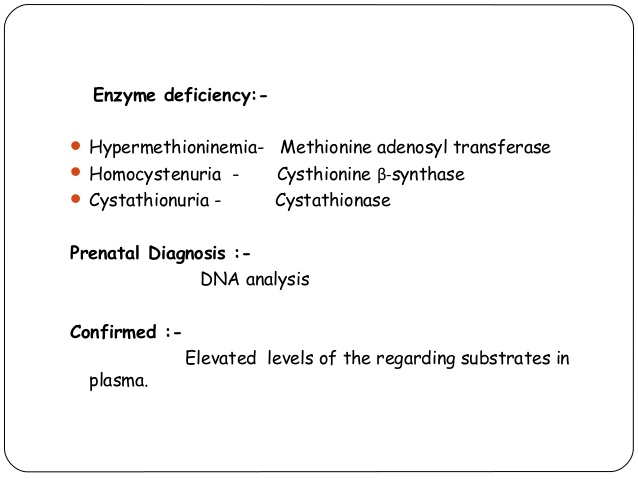 Enzyme deficiency:-
• Hypermethioninemia- Methionine adenosyl transferase
• Homocystenuria - Cysthionine β-synthase
• Cystathionuria - Cystathionase
Prenatal Diagnosis :-
DNA analysis
Confirmed :-
Elevated levels of the regarding substrates in
plasma.